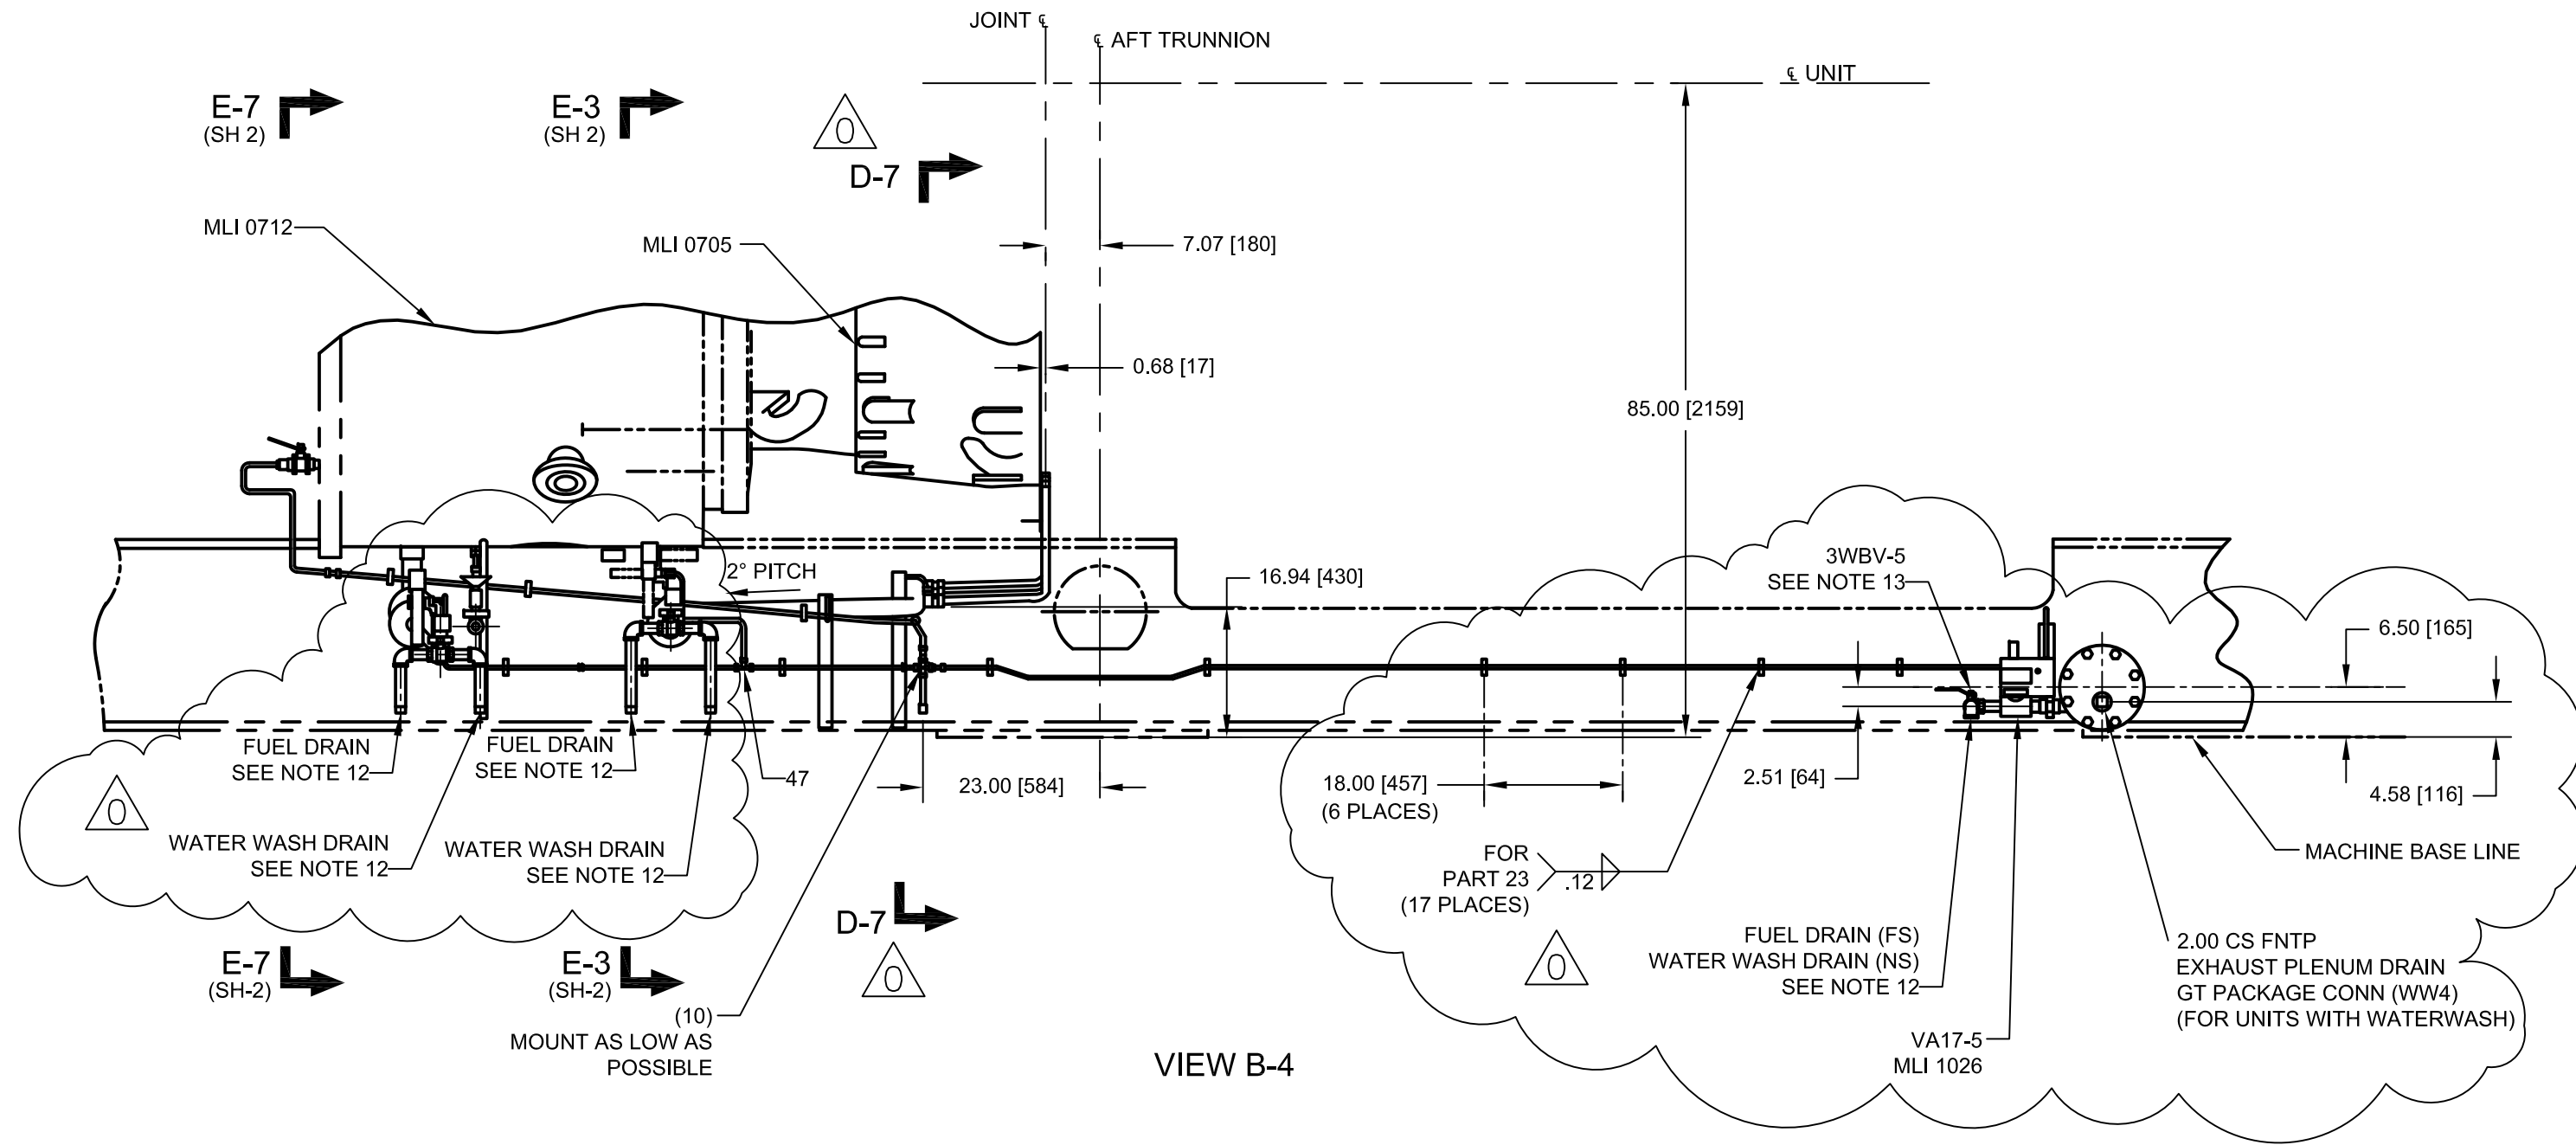 JOINT ℄
℄ AFT TRUNNION
℄ UNIT
E-7
(SH 2)
E-3
(SH 2)
0
D-7
MLI 0712
MLI 0705
7.07 [180]
0.68 [17]
85.00 [2159]
2° PITCH
16.94 [430]
3WBV-5
SEE NOTE 13
6.50 [165]
FUEL DRAIN
SEE NOTE 12
FUEL DRAIN
SEE NOTE 12
47
23.00 [584]
18.00 [457]
(6 PLACES)
2.51 [64]
4.58 [116]
0
WATER WASH DRAIN
SEE NOTE 12
WATER WASH DRAIN
SEE NOTE 12
FOR
PART 23
(17 PLACES)
.12
MACHINE BASE LINE
D-7
0
E-7
(SH-2)
E-3
(SH-2)
0
FUEL DRAIN (FS)
WATER WASH DRAIN (NS)
SEE NOTE 12
2.00 CS FNTP
EXHAUST PLENUM DRAIN
GT PACKAGE CONN (WW4)
(FOR UNITS WITH WATERWASH)
(10)
MOUNT AS LOW AS
POSSIBLE
VA17-5
MLI 1026
VIEW B-4